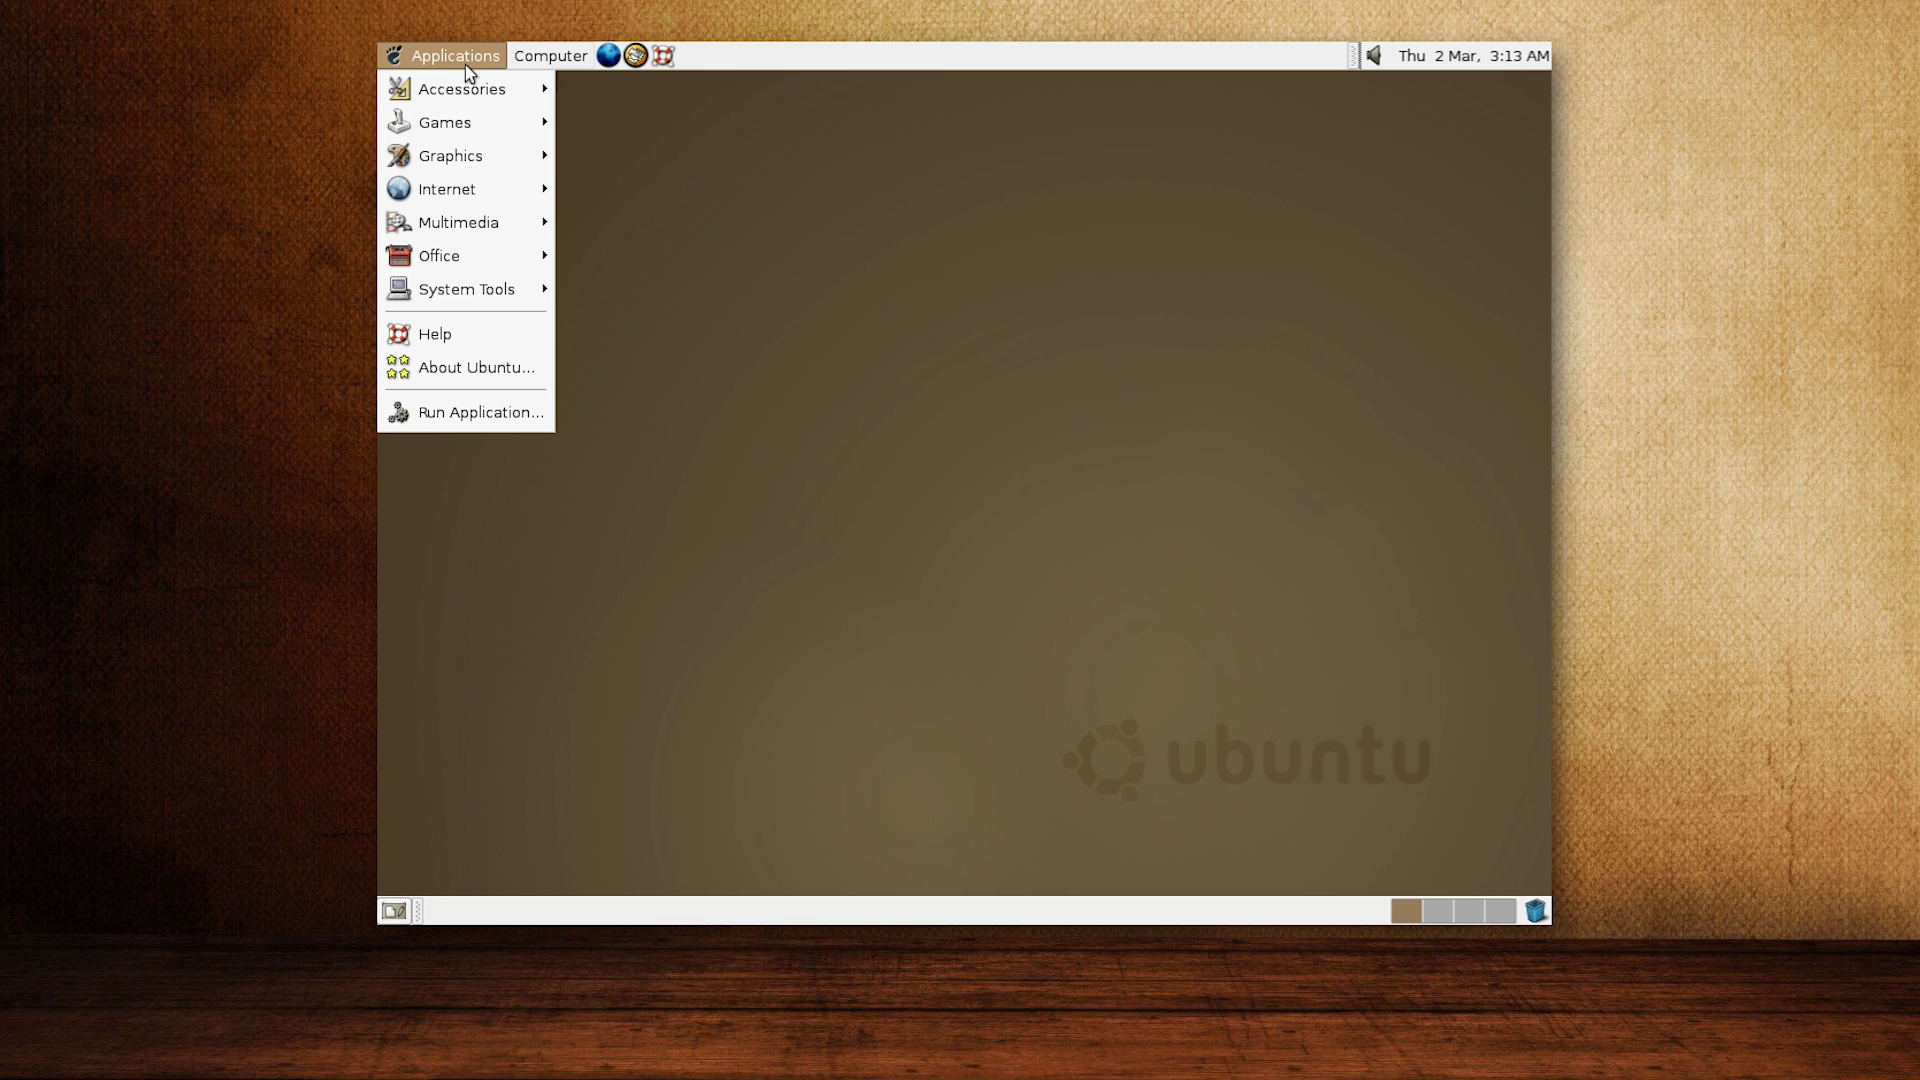 Applications Computer Thu 2 Mar, 3:13 AM
Accessories
Games
Graphics
Internet
Multimedia
Office
System Tools
Help
About Ubuntu...
Run Application...
ubuntu